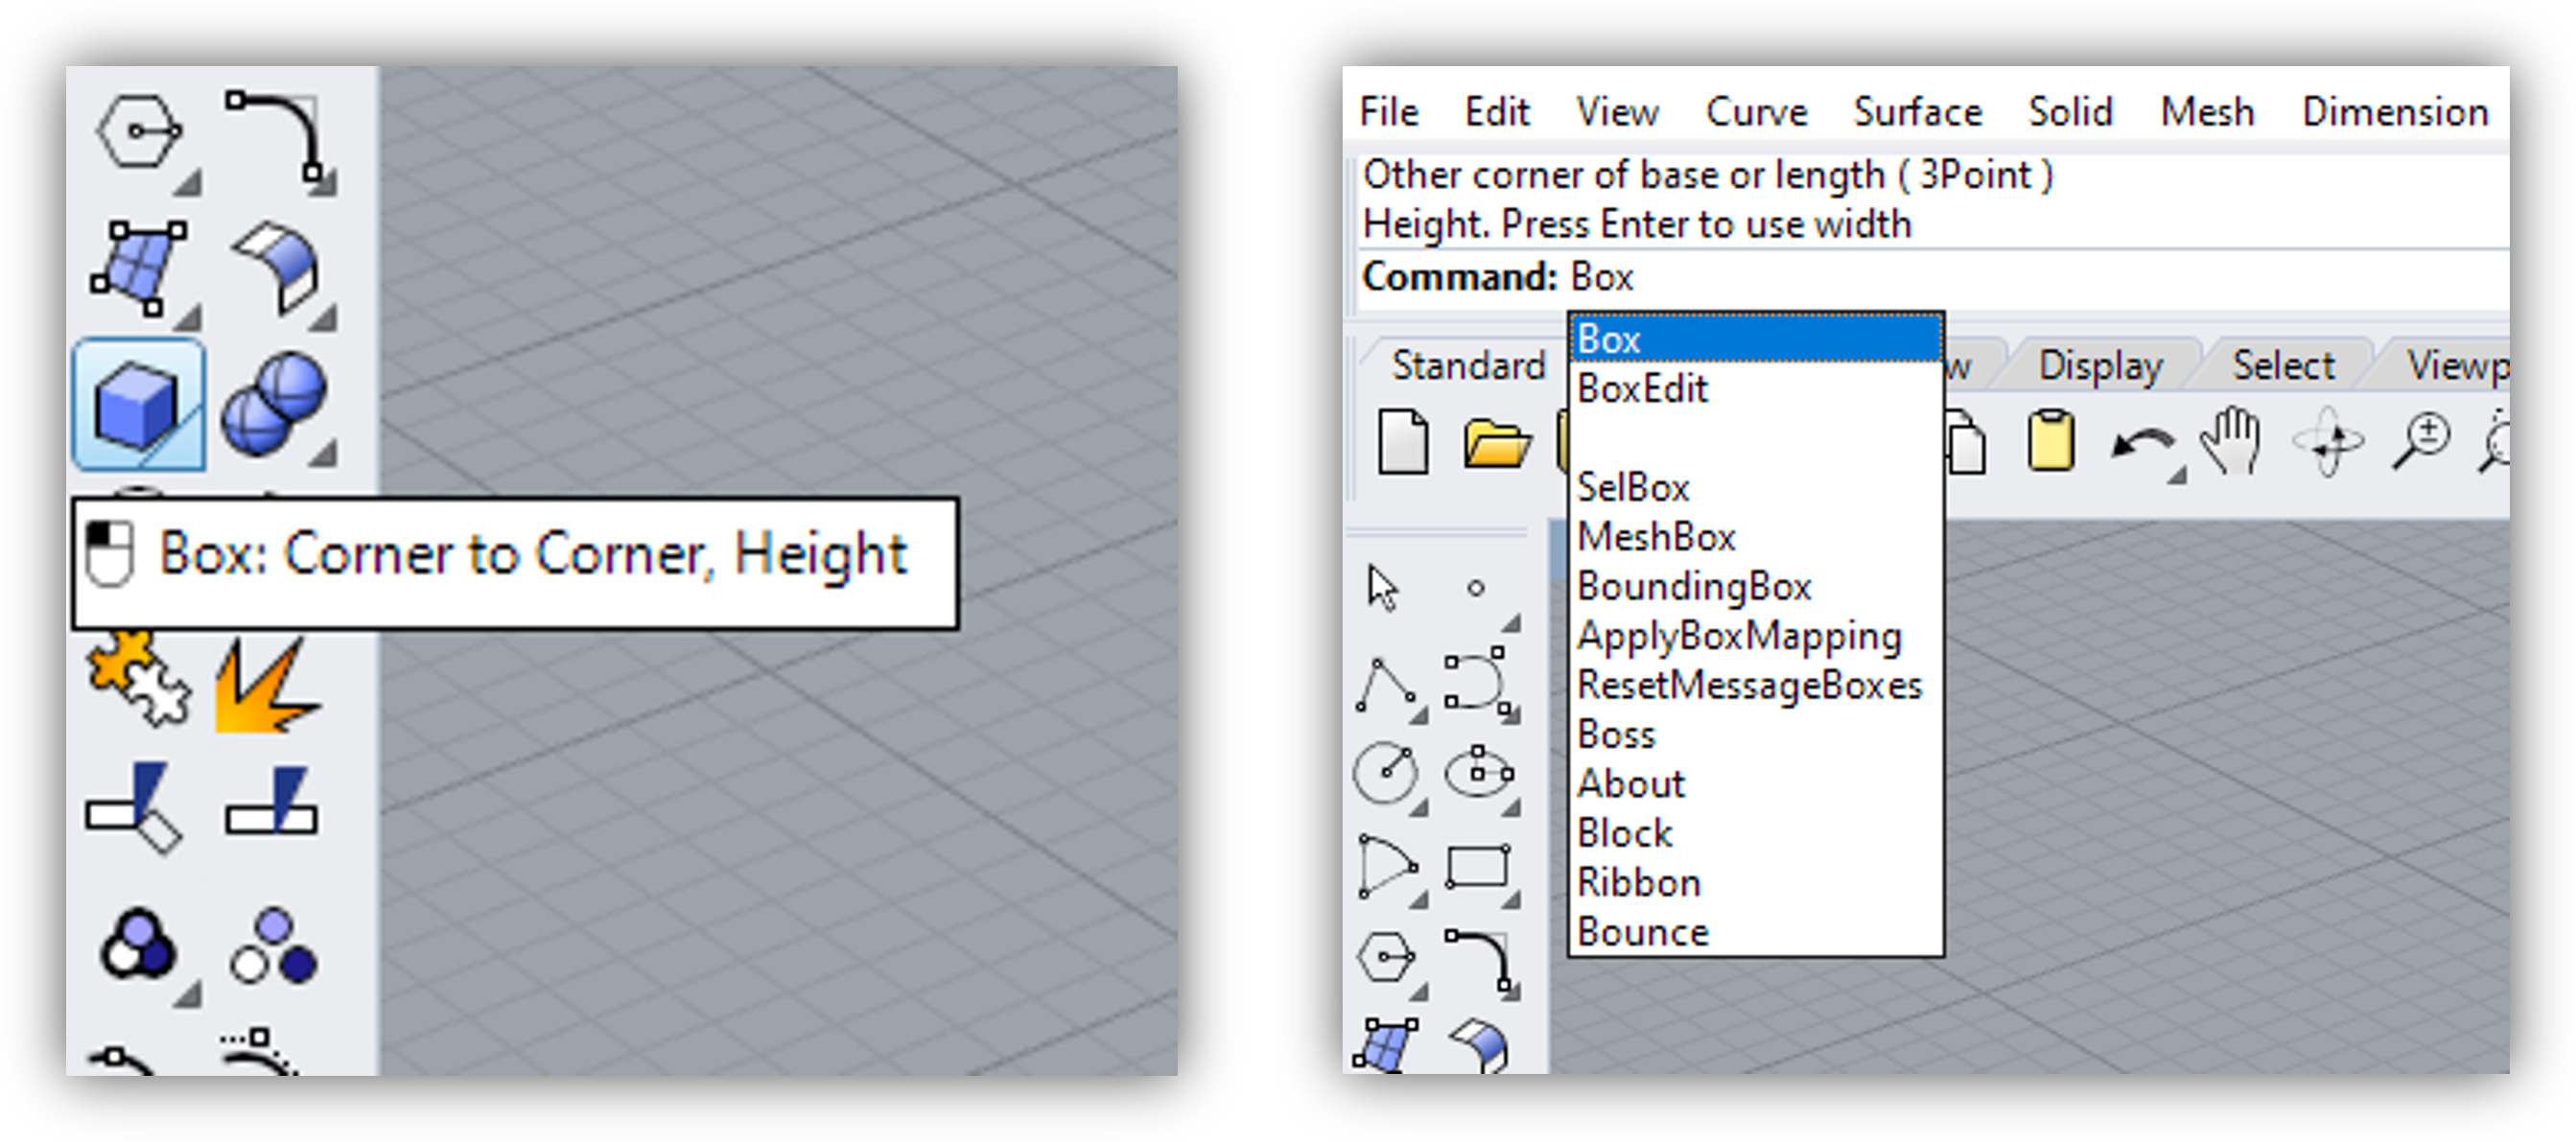 Box: Corner to Corner, Height
File Edit View Curve Surface Solid Mesh Dimension
Other corner of base or length ( 3Point )
Height. Press Enter to use width
Command: Box
Standard Display Select
Box
BoxEdit
SelBox
MeshBox
BoundingBox
ApplyBoxMapping
ResetMessageBoxes
Boss
About
Block
Ribbon
Bounce